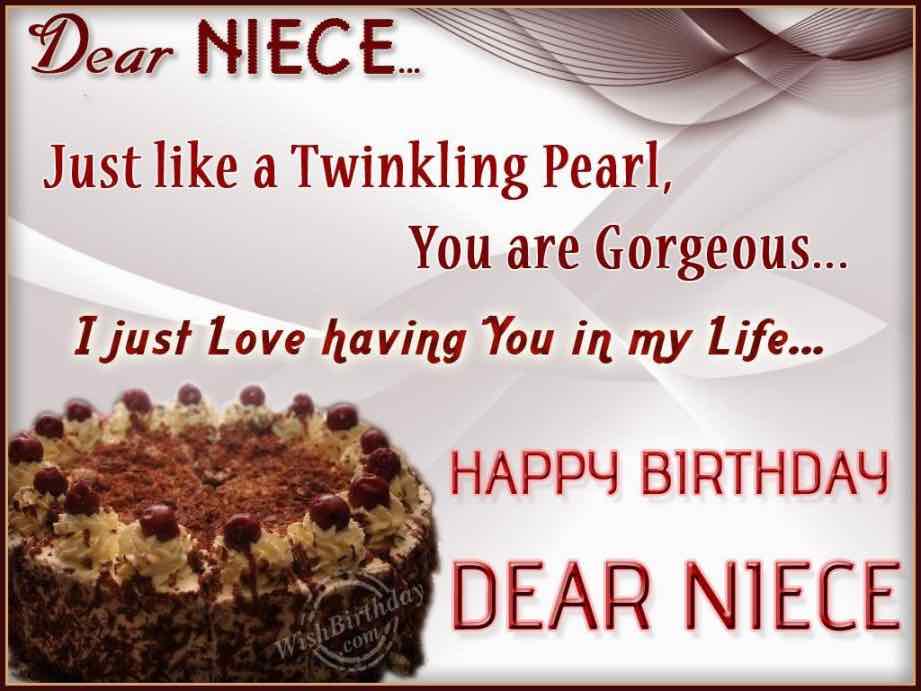 Dear NIECE...
Just like a Twinkling Pearl,
You are Gorgeous...
I just Love having You in my Life...
HAPPY BIRTHDAY
DEAR NIECE
WishBirthday
.com